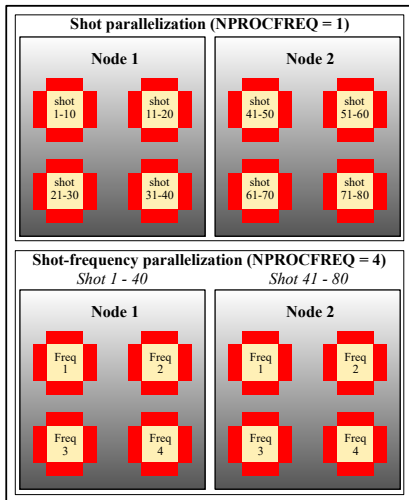 Shot parallelization (NPROCFREQ = 1)
Node 1
Node 2
shot
1-10
shot
11-20
shot
41-50
shot
51-60
shot
21-30
shot
31-40
shot
61-70
shot
71-80
Shot-frequency parallelization (NPROCFREQ = 4)
Shot 1 - 40
Shot 41 - 80
Node 1
Node 2
Freq
1
Freq
2
Freq
1
Freq
2
Freq
3
Freq
4
Freq
3
Freq
4